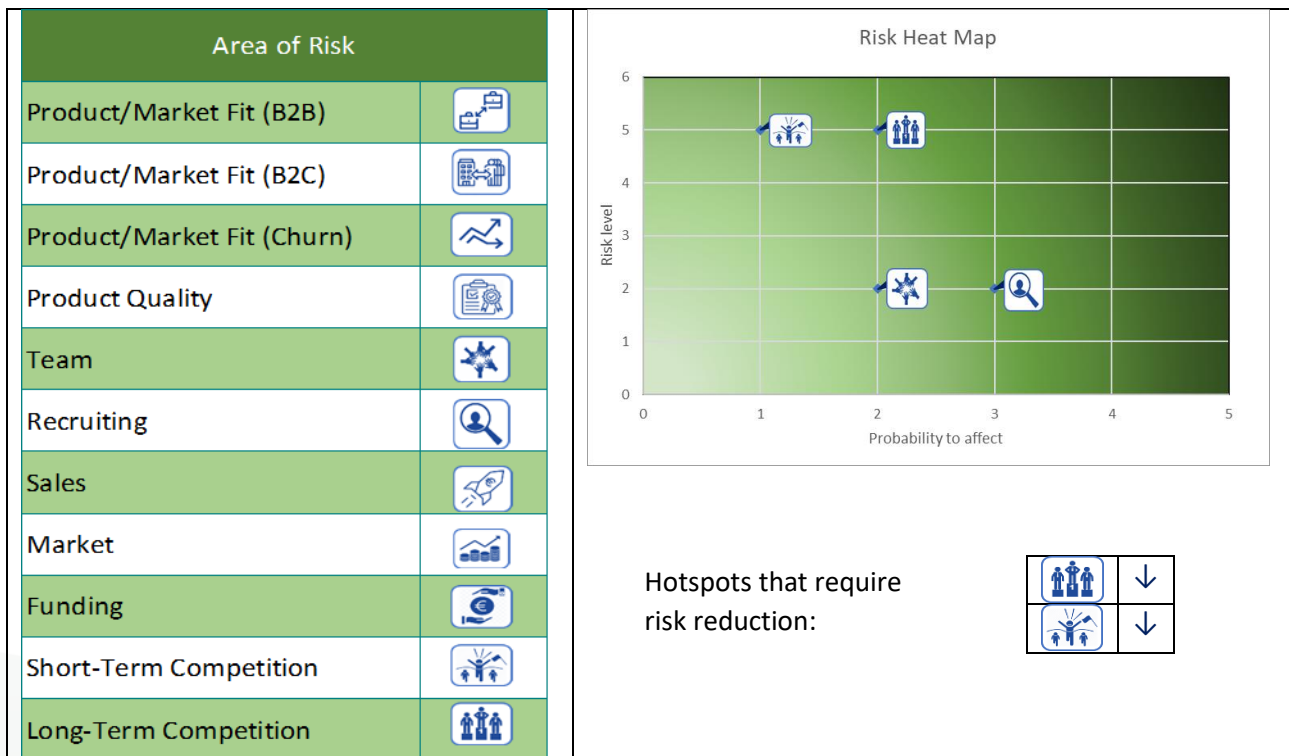 Area of Risk
Product/Market Fit (B2B)
Product/Market Fit (B2C)
Product/Market Fit (Churn)
Product Quality
Team
Recruiting
Sales
Market
Funding
Short-Term Competition
Long-Term Competition
Risk Heat Map
Risk level
6
5
4
3
2
1
0
0 1 2 3 4 5
Probability to affect
Hotspots that require
risk reduction:
↓
↓